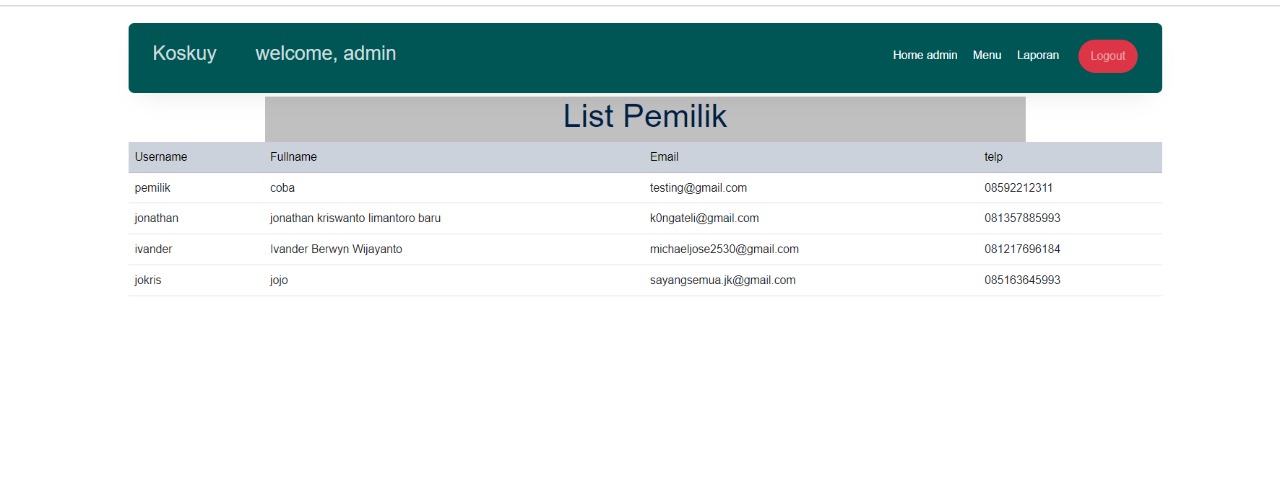 Koskuy welcome, admin Home admin Menu Laporan Logout
List Pemilik
Username Fullname Email telp
pemilik coba testing@gmail.com 08592212311
jonathan jonathan kriswanto limantoro baru k0ngateli@gmail.com 081357885993
ivander Ivander Berwyn Wijayanto michaeljose2530@gmail.com 081217696184
jokris jojo sayangsemua.jk@gmail.com 085163645993